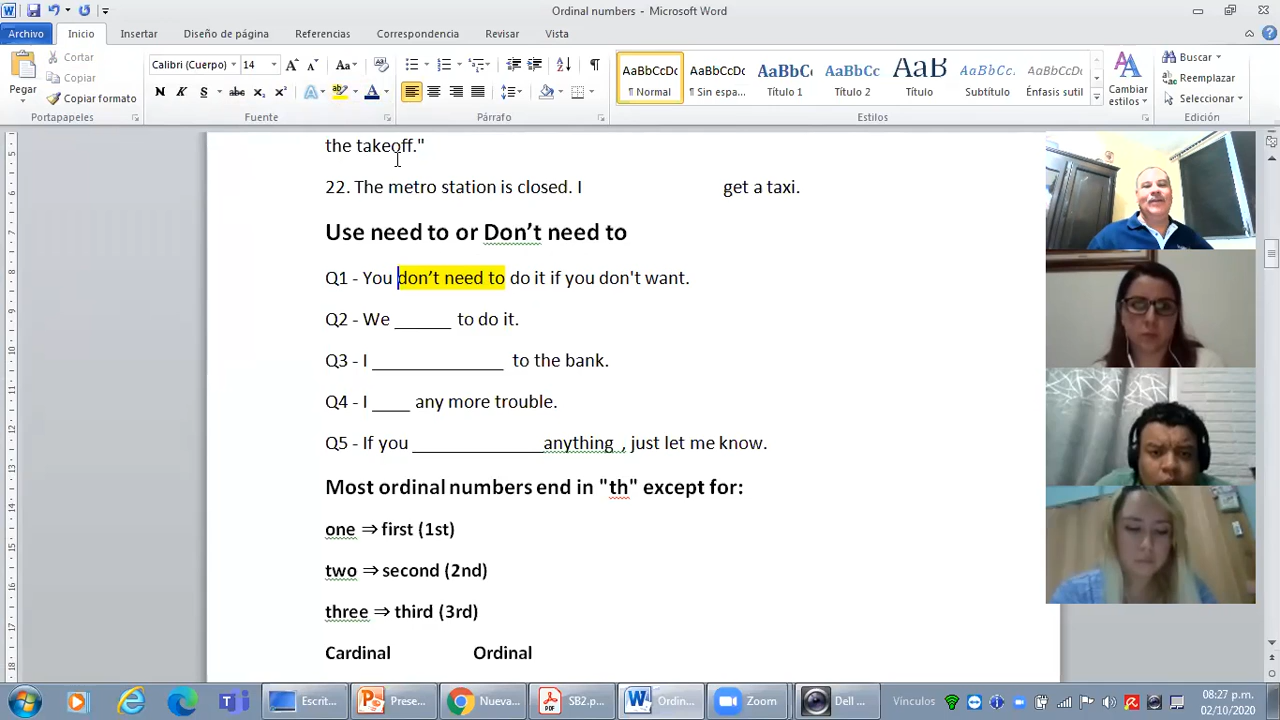 Ordinal numbers - Microsoft Word
Archivo Inicio Insertar Diseño de página Referencias Correspondencia Revisar Vista
Pegar
Cortar
Copiar
Copiar formato
Portapapeles
Calibri (Cuerpo) 14
N K S abc x₂ x² A A
Fuente
Párrafo
AaBbCcDc AaBbCcDc AaBbC AaBbCc AaB AaBbCc. AaBbCcDc
¶ Normal ¶ Sin espa... Título 1 Título 2 Título Subtítulo Énfasis sutil
Estilos
Cambiar estilos
Buscar
Reemplazar
Seleccionar
Edición
the takeoff."
22. The metro station is closed. I get a taxi.
Use need to or Don’t need to
Q1 - You don’t need to do it if you don't want.
Q2 - We ______ to do it.
Q3 - I ______________ to the bank.
Q4 - I ____ any more trouble.
Q5 - If you ______________anything , just let me know.
Most ordinal numbers end in "th" except for:
one ⇒ first (1st)
two ⇒ second (2nd)
three ⇒ third (3rd)
Cardinal Ordinal
Escrit... Prese... Nueva... SB2.p... Ordin... Zoom Dell ... Vínculos
08:27 p.m.
02/10/2020